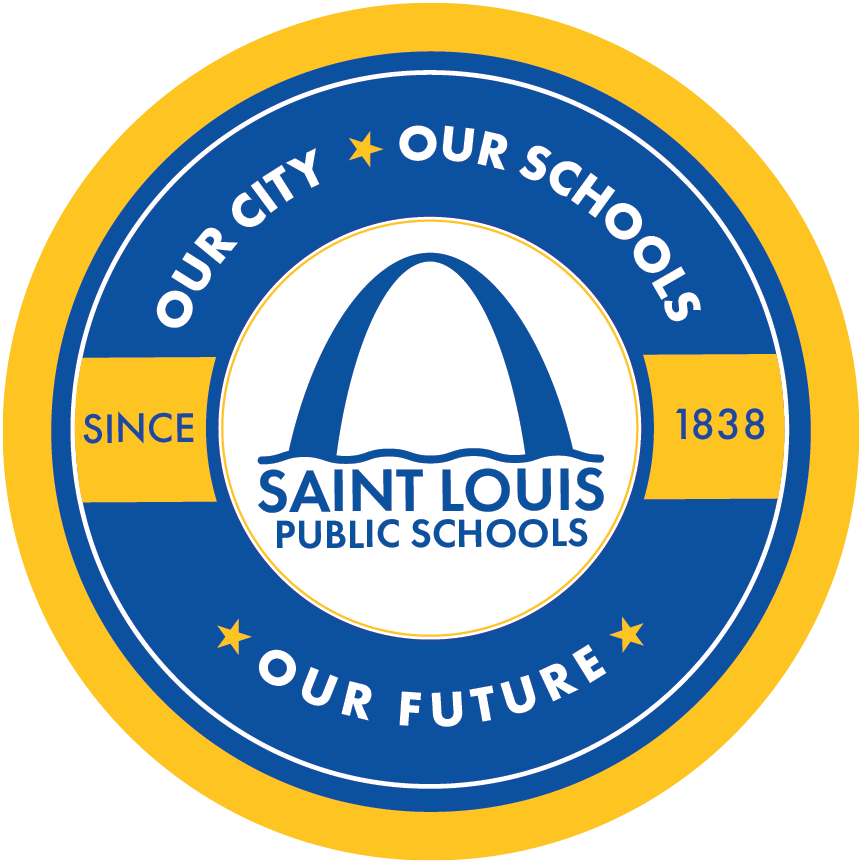 OUR CITY ★ OUR SCHOOLS
SINCE
1838
SAINT LOUIS
PUBLIC SCHOOLS
★ OUR FUTURE ★